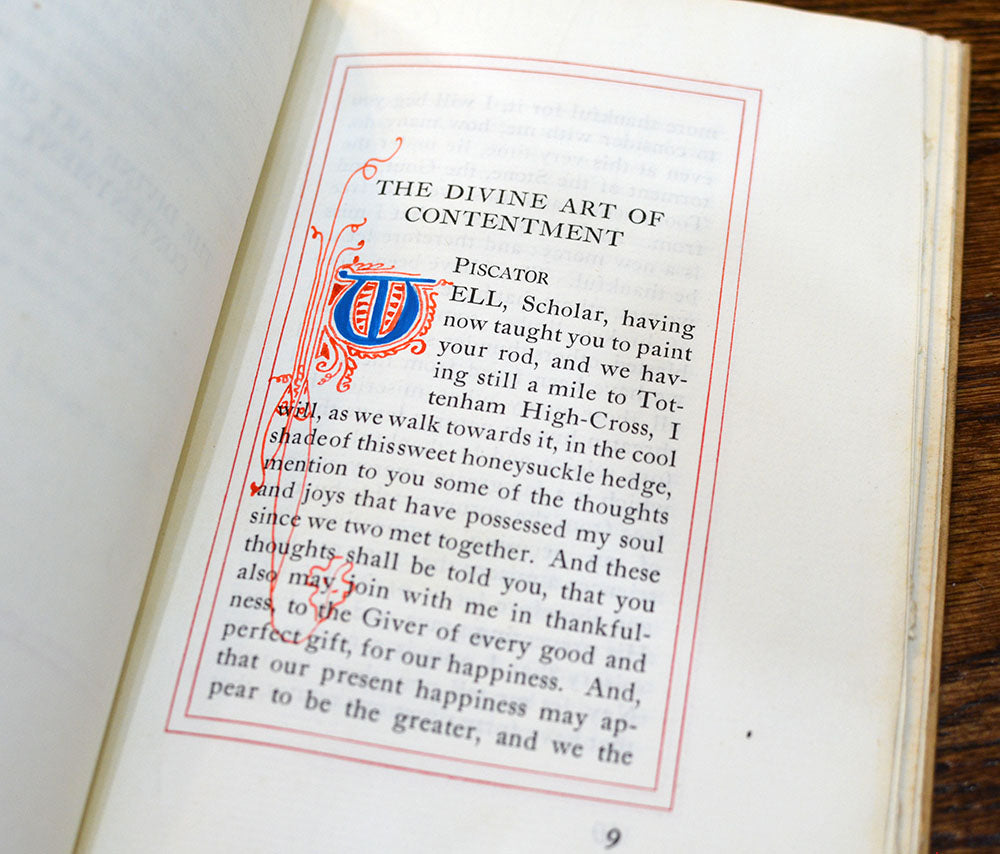 THE DIVINE ART OF
CONTENTMENT
PISCATOR
WELL, Scholar, having
now taught you to paint
your rod, and we hav-
ing still a mile to Tot-
tenham High-Cross, I
will, as we walk towards it, in the cool
shade of this sweet honeysuckle hedge,
mention to you some of the thoughts
and joys that have possessed my soul
since we two met together. And these
thoughts shall be told you, that you
also may join with me in thankful-
ness, to the Giver of every good and
perfect gift, for our happiness. And,
that our present happiness may ap-
pear to be the greater, and we the
9